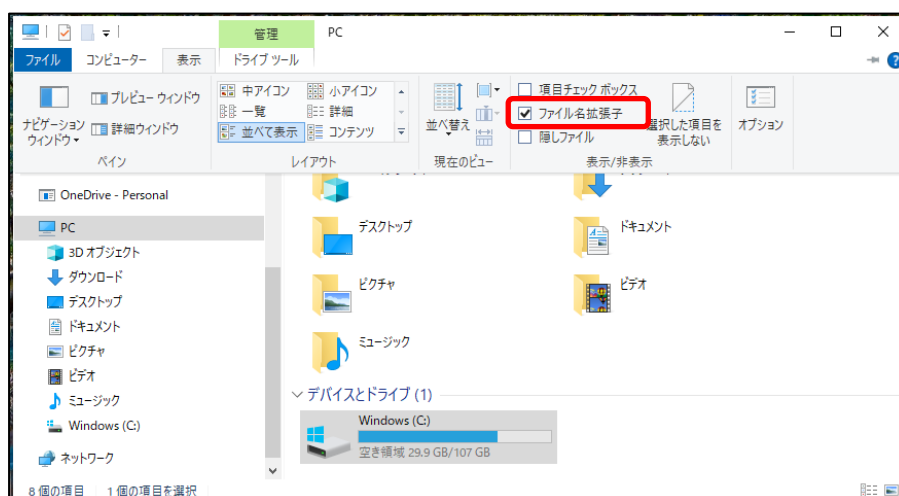 管理
PC
ファイル
コンピューター
表示
ドライブ ツール
プレビュー ウィンドウ
詳細ウィンドウ
ナビゲーション
ウィンドウ
ペイン
中アイコン
小アイコン
一覧
詳細
並べて表示
コンテンツ
レイアウト
並べ替え
現在のビュー
項目チェック ボックス
ファイル名拡張子
隠しファイル
選択した項目を
表示しない
表示/非表示
オプション
OneDrive - Personal
PC
3D オブジェクト
ダウンロード
デスクトップ
ドキュメント
ピクチャ
ビデオ
ミュージック
Windows (C:)
ネットワーク
デスクトップ
ドキュメント
ピクチャ
ビデオ
ミュージック
デバイスとドライブ (1)
Windows (C:)
空き領域 29.9 GB/107 GB
8 個の項目
1 個の項目を選択